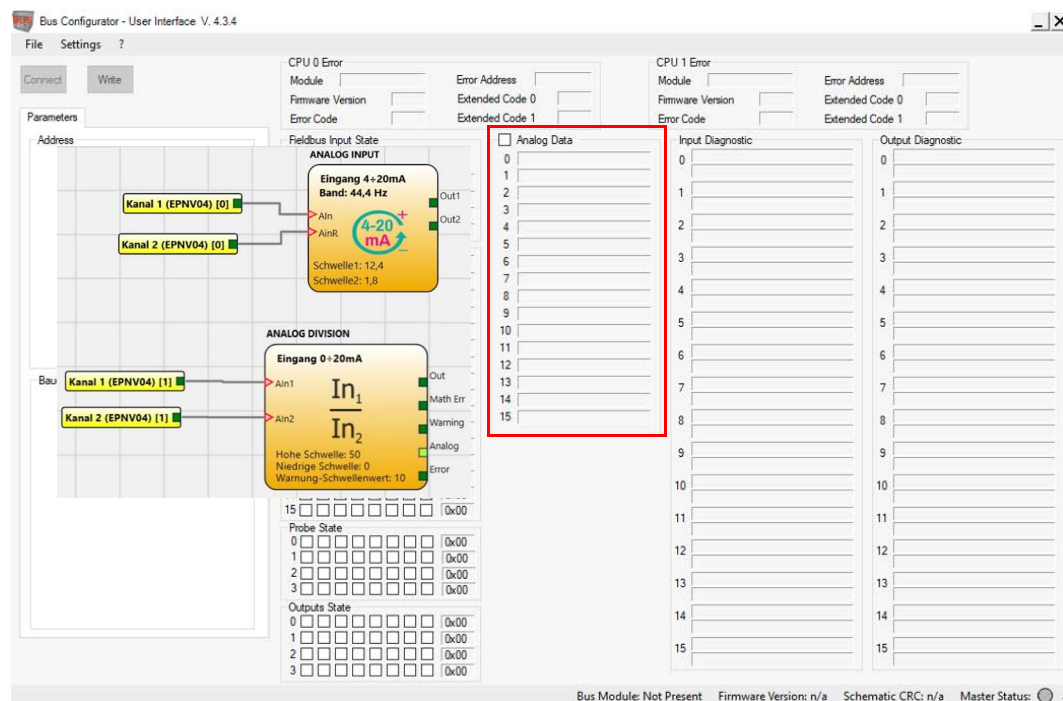 Bus Configurator - User Interface V. 4.3.4
File Settings ?
Connect Write
Parameters
Address
Bau
CPU 0 Error
Module Error Address
Firmware Version Extended Code 0
Error Code Extended Code 1
CPU 1 Error
Module Error Address
Firmware Version Extended Code 0
Error Code Extended Code 1
Fieldbus Input State
ANALOG INPUT
Eingang 4÷20mA
Band: 44,4 Hz
Kanal 1 (EPNV04) [0]
Kanal 2 (EPNV04) [0]
AIn
AinR
4-20
mA
Out1
Out2
Schwelle1: 12,4
Schwelle2: 1,8
ANALOG DIVISION
Eingang 0÷20mA
Kanal 1 (EPNV04) [1]
Kanal 2 (EPNV04) [1]
AIn1
AIn2
In1
In2
Out
Math Err
Warning
Analog
Error
Hohe Schwelle: 50
Niedrige Schwelle: 0
Warnung-Schwellenwert: 10
15 0x00
Probe State
0 0x00
1 0x00
2 0x00
3 0x00
Outputs State
0 0x00
1 0x00
2 0x00
3 0x00
Analog Data
0
1
2
3
4
5
6
7
8
9
10
11
12
13
14
15
Input Diagnostic
0
1
2
3
4
5
6
7
8
9
10
11
12
13
14
15
Output Diagnostic
0
1
2
3
4
5
6
7
8
9
10
11
12
13
14
15
Bus Module: Not Present Firmware Version: n/a Schematic CRC: n/a Master Status: